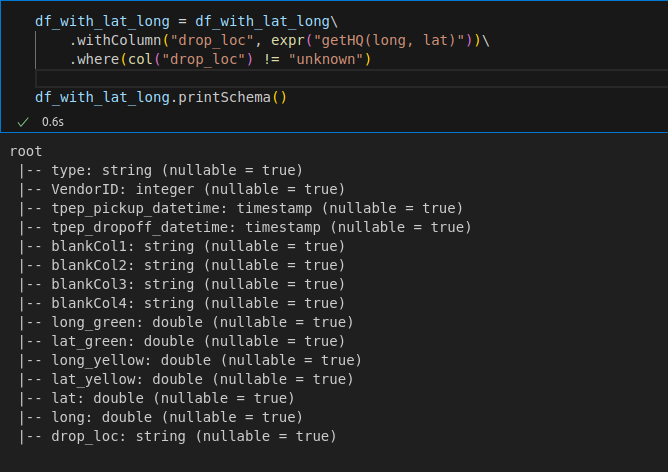 df_with_lat_long = df_with_lat_long\
    .withColumn("drop_loc", expr("getHQ(long, lat)"))\
    .where(col("drop_loc") != "unknown")
df_with_lat_long.printSchema()
✓ 0.6s
root
 |-- type: string (nullable = true)
 |-- VendorID: integer (nullable = true)
 |-- tpep_pickup_datetime: timestamp (nullable = true)
 |-- tpep_dropoff_datetime: timestamp (nullable = true)
 |-- blankCol1: string (nullable = true)
 |-- blankCol2: string (nullable = true)
 |-- blankCol3: string (nullable = true)
 |-- blankCol4: string (nullable = true)
 |-- long_green: double (nullable = true)
 |-- lat_green: double (nullable = true)
 |-- long_yellow: double (nullable = true)
 |-- lat_yellow: double (nullable = true)
 |-- lat: double (nullable = true)
 |-- long: double (nullable = true)
 |-- drop_loc: string (nullable = true)